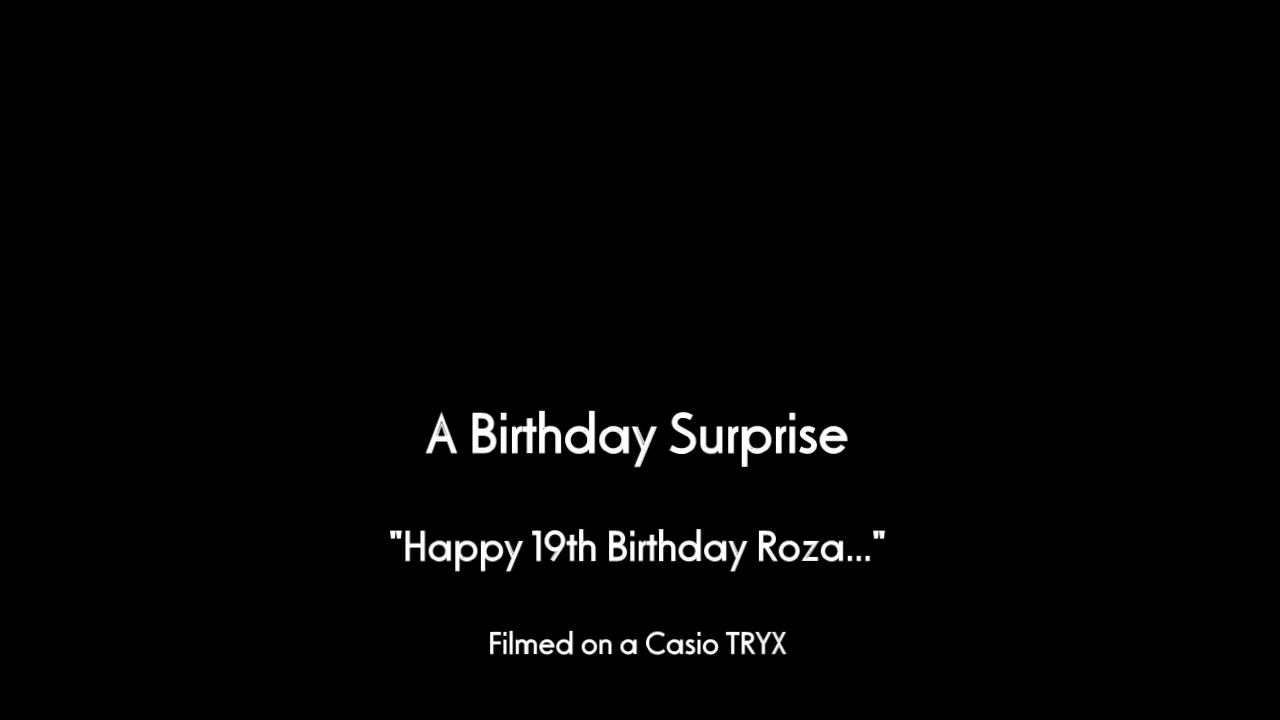 A Birthday Surprise
"Happy 19th Birthday Roza..."
Filmed on a Casio TRYX